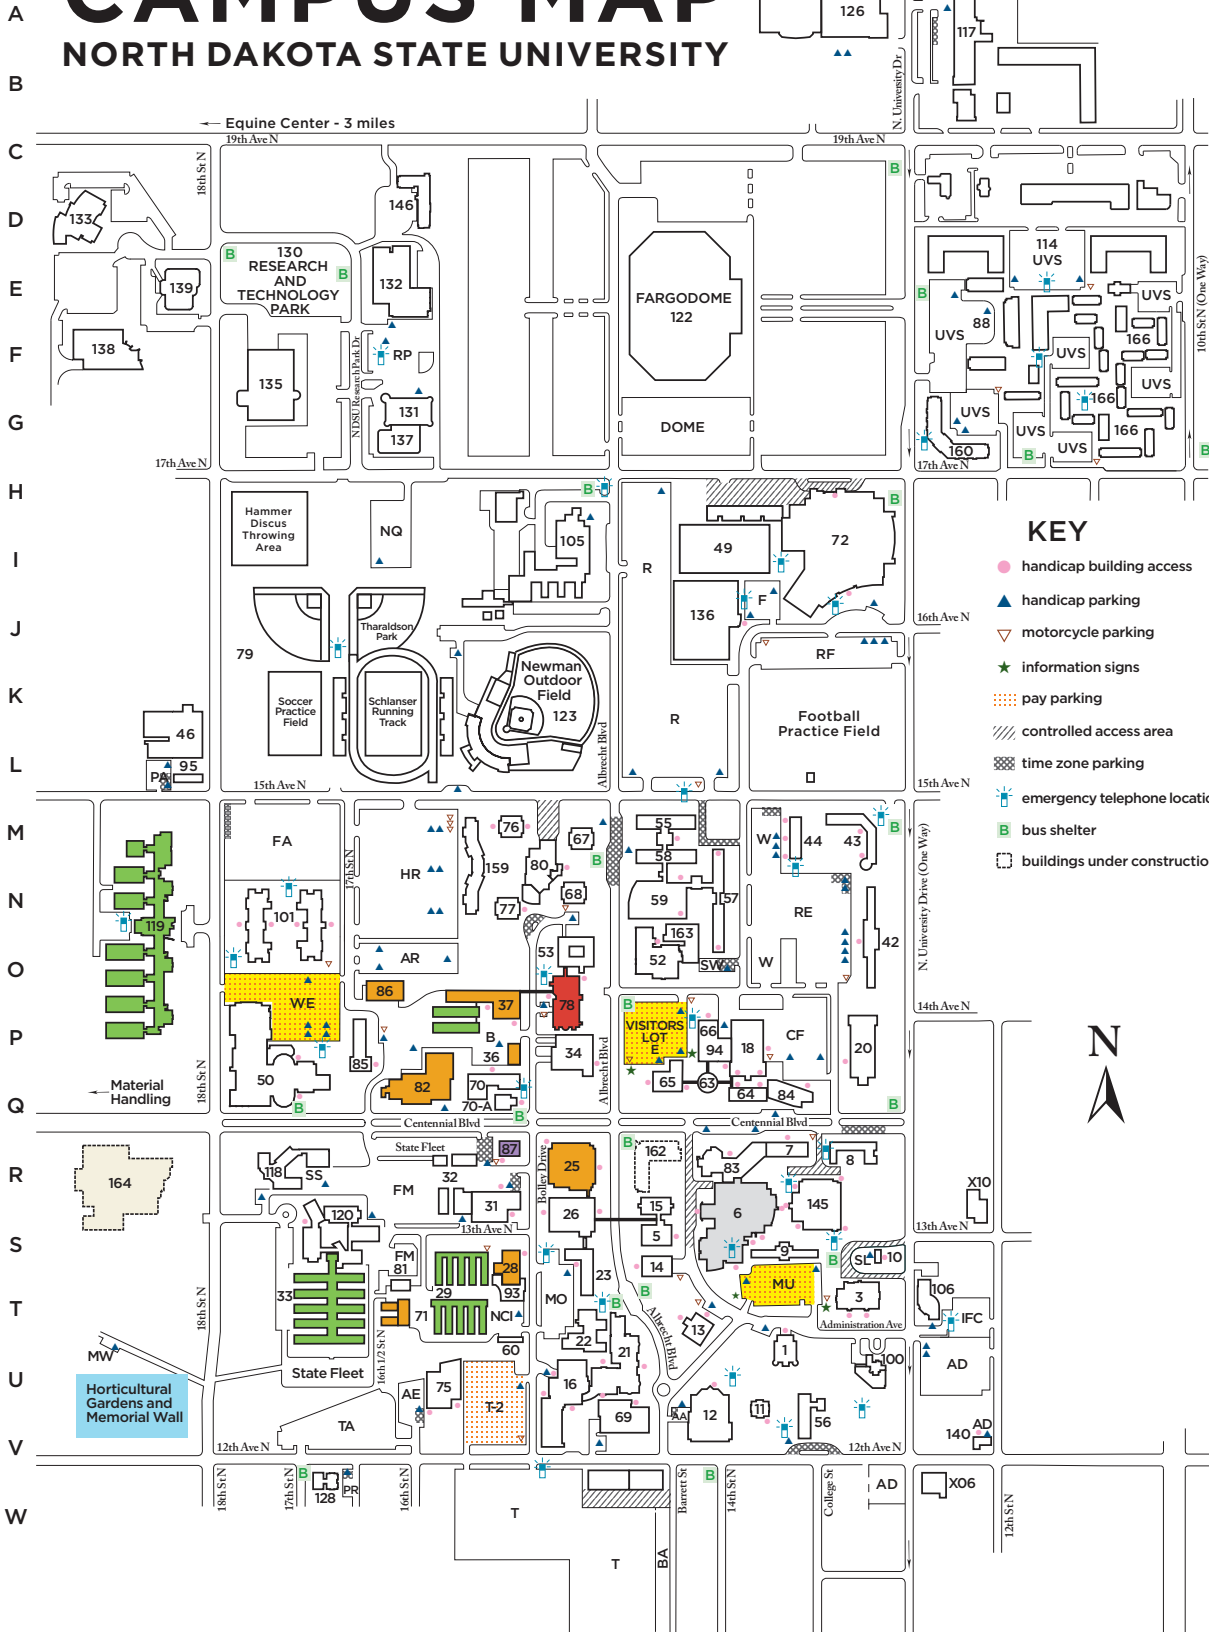 CAMPUS MAP
NORTH DAKOTA STATE UNIVERSITY
A
B
C
D
E
F
G
H
I
J
K
L
M
N
O
P
Q
R
S
T
U
V
W
126
117
N. University Dr
← Equine Center - 3 miles
19th Ave N
19th Ave N
18th St N
133
146
139
138
B
130
RESEARCH
AND
TECHNOLOGY
PARK
B
132
RP
NDSU Research Park Dr
135
131
137
FARGODOME
122
DOME
B
B
114
UVS
UVS
88
UVS
166
UVS
UVS
166
UVS
UVS
166
UVS
B
160
B
10th St N (One Way)
17th Ave N
17th Ave N
Hammer
Discus
Throwing
Area
NQ
B
105
R
49
72
B
136
F
16th Ave N
RF
79
Tharaldson
Park
Soccer
Practice
Field
Schlanser
Running
Track
Newman
Outdoor
Field
123
Albrecht Blvd
R
Football
Practice Field
46
PA
95
15th Ave N
15th Ave N
KEY
handicap building access
handicap parking
motorcycle parking
information signs
pay parking
controlled access area
time zone parking
emergency telephone locatio
B bus shelter
buildings under constructio
FA
17th St N
HR
76
67
B
159
80
68
77
101
119
AR
53
55
58
59
57
163
52
SW
W
44
43
B
RE
W
42
N. University Drive (One Way)
14th Ave N
WE
86
37
78
B
36
34
85
82
70
70-A
50
B
B
Albrecht Blvd
18th St N
← Material
Handling
B
VISITORS
LOT
E
66
94
18
CF
20
65
63
64
84
B
N
Centennial Blvd
Centennial Blvd
164
118
SS
State Fleet
87
32
FM
31
13th Ave N
120
Bolley Drive
25
26
B
162
15
5
14
83
7
8
6
145
X10
13th Ave N
FM
81
33
29
28
93
NCI
71
60
MO
23
B
B
9
B
SL
10
MU
3
106
IFC
Administration Ave
18th St N
16th 1/2 St N
State Fleet
MW
Horticultural
Gardens and
Memorial Wall
22
21
13
Albrecht Blvd
1
100
AD
AE
75
T-2
16
69
AA
12
11
56
AD
140
TA
12th Ave N
12th Ave N
18th St N
17th St N
B
128
PR
16th St N
T
T
BA
Barrett St
B
14th St N
College St
AD
X06
12th St N